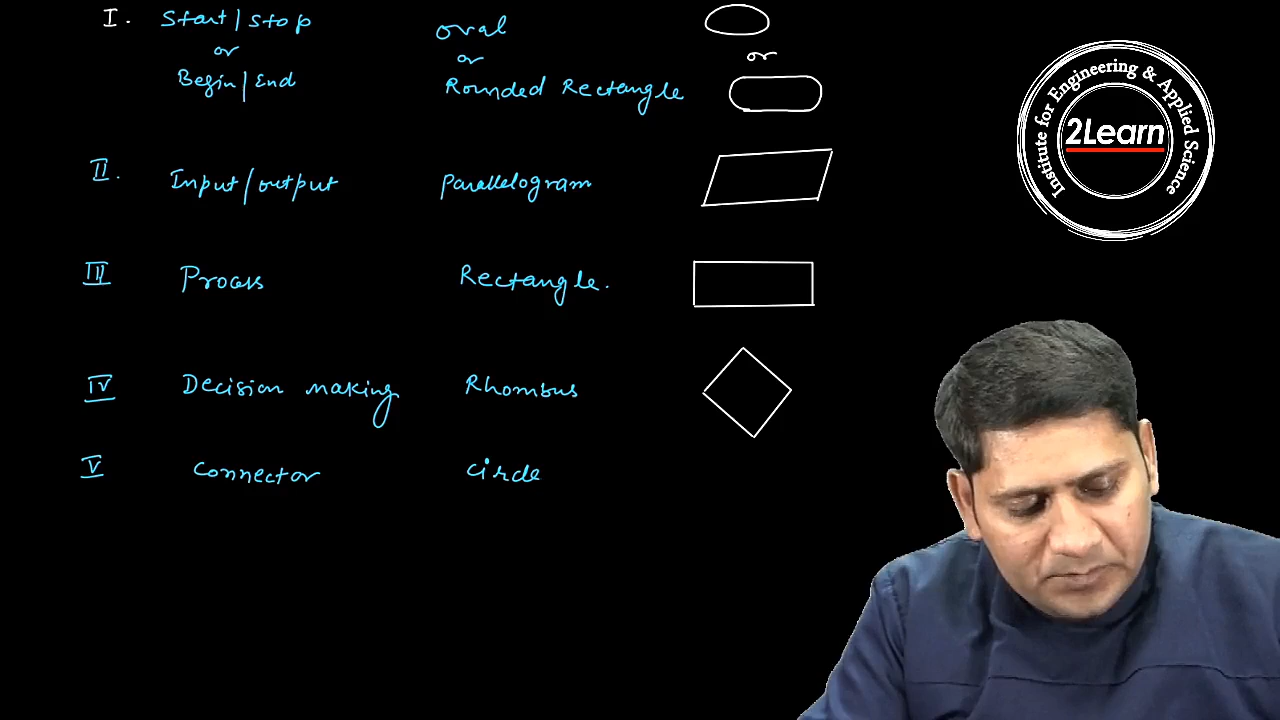 I. Start/Stop oval
or or or
Begin/End Rounded Rectangle
II. Input/output Parallelogram
III Process Rectangle.
IV Decision making Rhombus
V Connector Circle
Institute for Engineering & Applied Science
2Learn